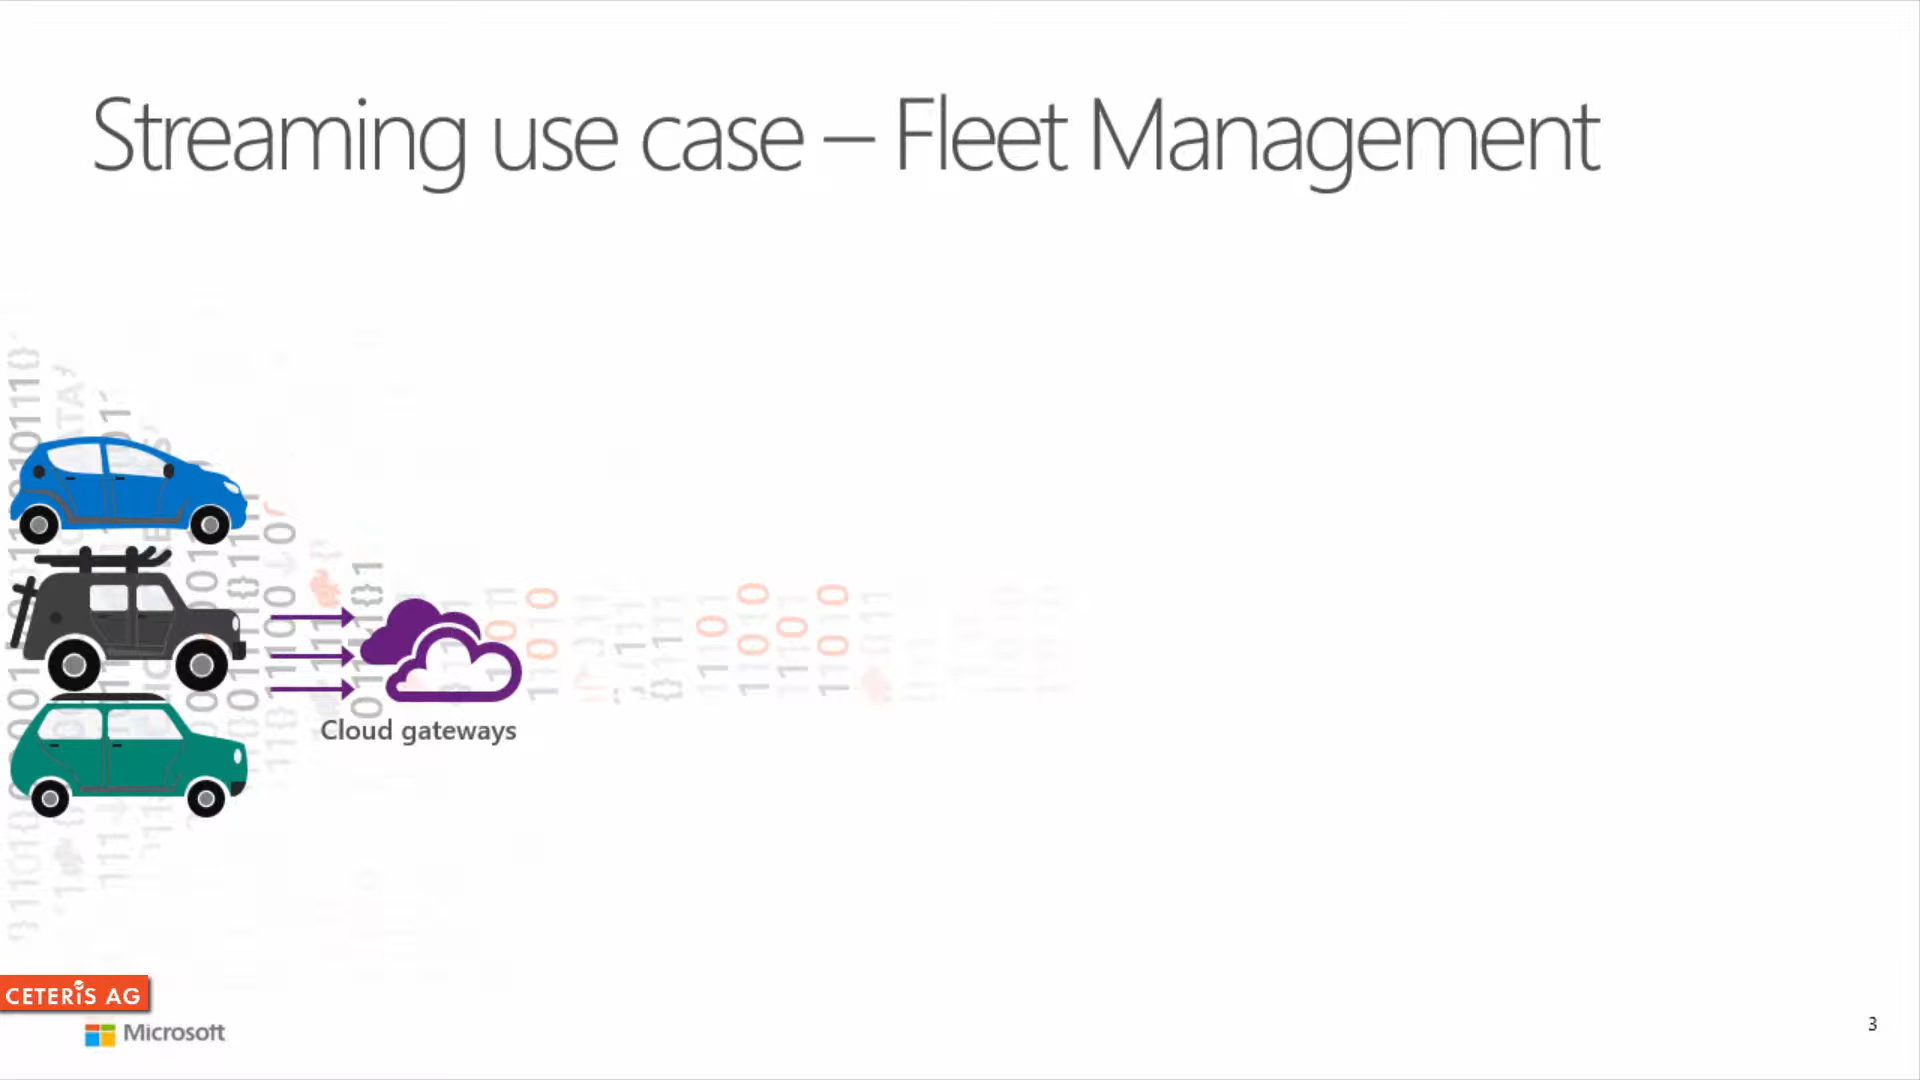 Streaming use case – Fleet Management
Cloud gateways
CETERIS AG
Microsoft
3